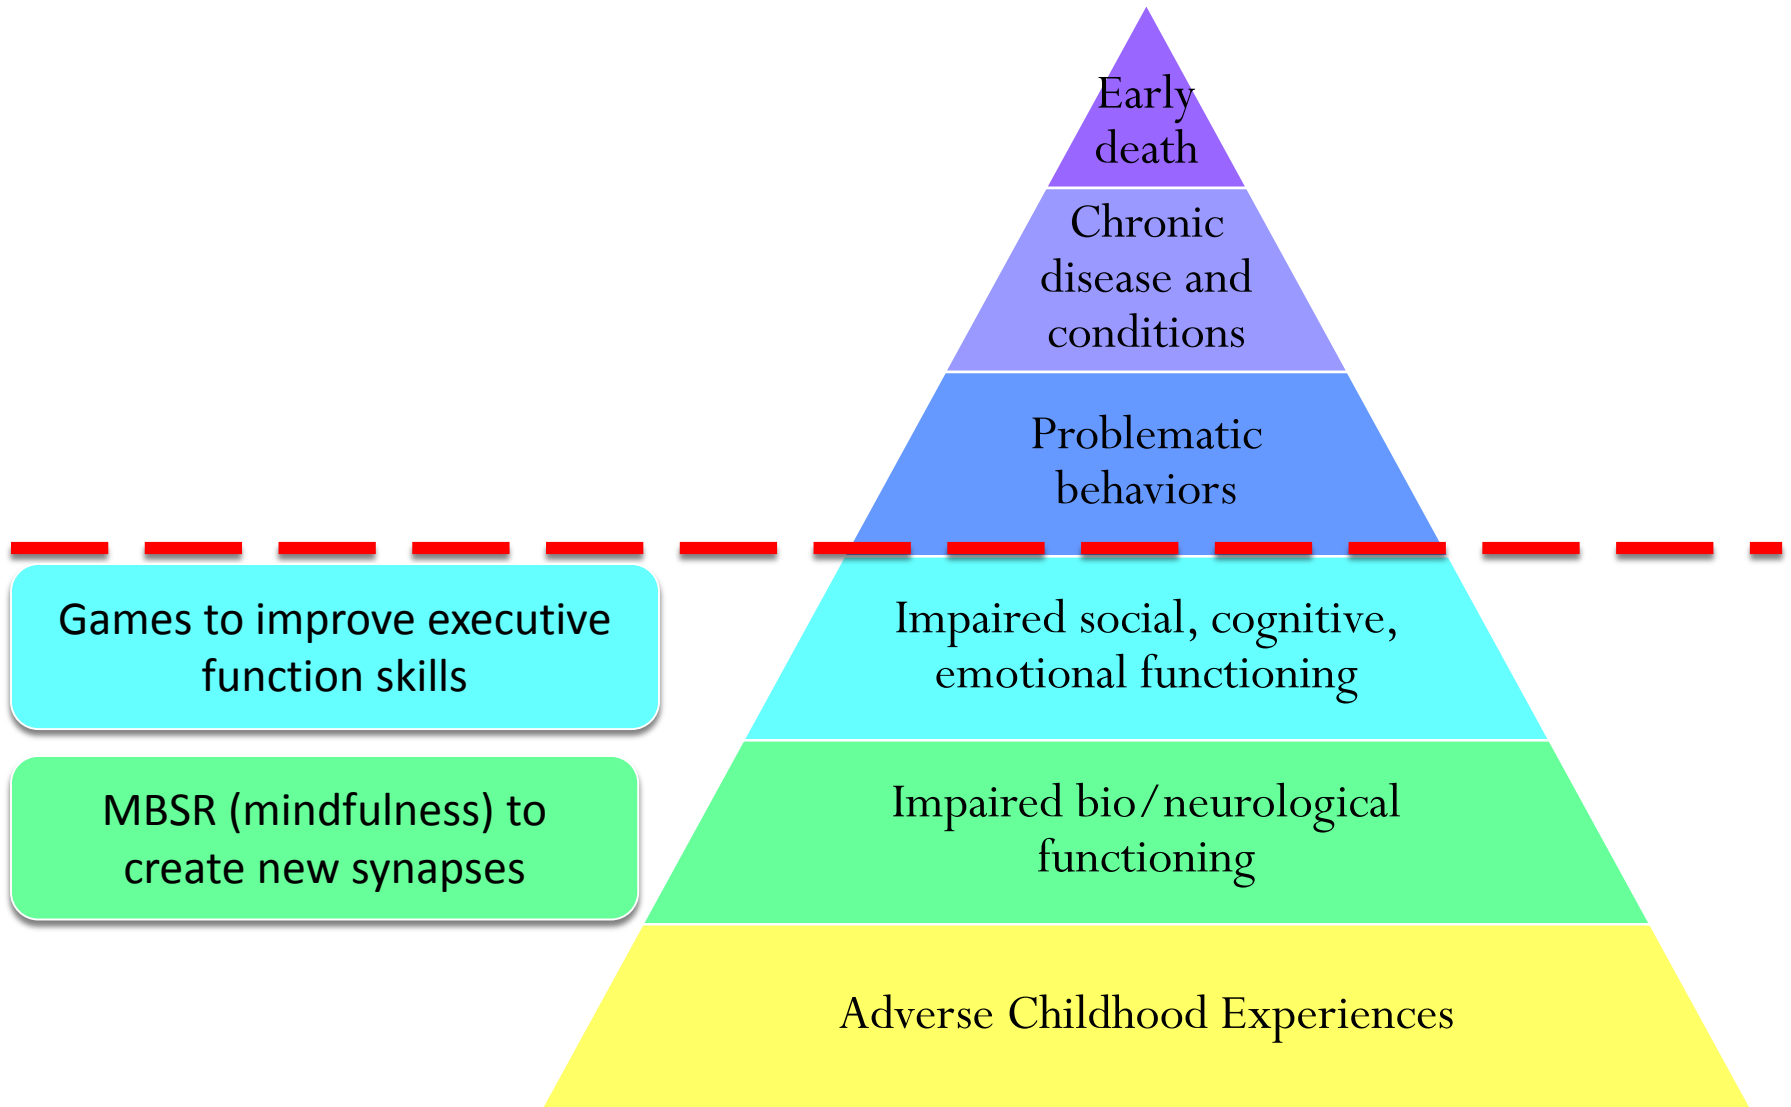 Early
death
Chronic
disease and
conditions
Problematic
behaviors
Games to improve executive
function skills
Impaired social, cognitive,
emotional functioning
MBSR (mindfulness) to
create new synapses
Impaired bio/neurological
functioning
Adverse Childhood Experiences